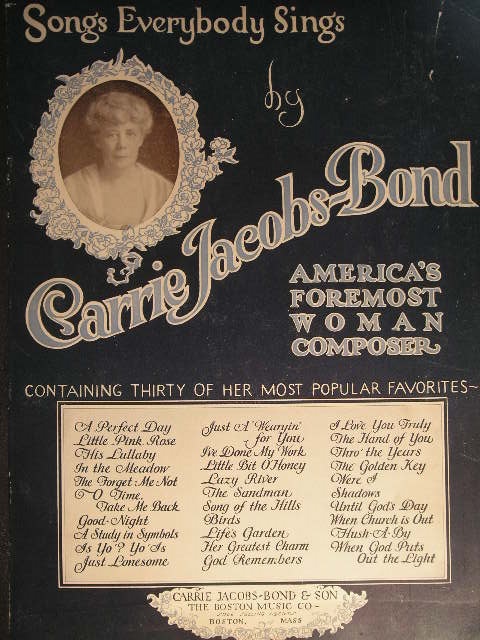 Songs Everybody Sings
by
Carrie Jacobs-Bond
AMERICA'S
FOREMOST
WOMAN
COMPOSER
CONTAINING THIRTY OF HER MOST POPULAR FAVORITES~
A Perfect Day
Little Pink Rose
His Lullaby
In the Meadow
The Forget-Me-Not
O Time,
Take Me Back
Good-Night
A Study in Symbols
Is Yo'? Yo' Is
Just Lonesome
Just A Wearyin'
for You
I've Done My Work
Little Bit O'Honey
Lazy River
The Sandman
Song of the Hills
Birds
Life's Garden
Her Greatest Charm
God Remembers
I Love You Truly
The Hand of You
Thro' the Years
The Golden Key
Were I
Shadows
Until God's Day
When Church is Out
Hush-A-By
When God Puts
Out the Light
CARRIE JACOBS-BOND & SON
THE BOSTON MUSIC CO~
BOSTON, MASS